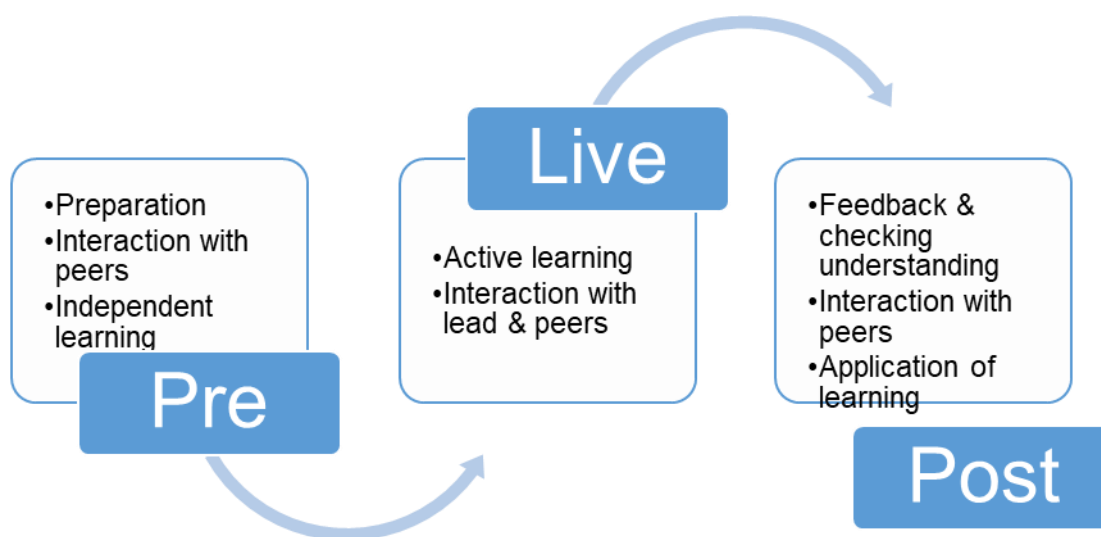 •Preparation
•Interaction with
peers
•Independent
learning
Pre
Live
•Active learning
•Interaction with
lead & peers
•Feedback &
checking
understanding
•Interaction with
peers
•Application of
learning
Post